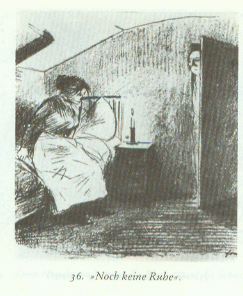 36. »Noch keine Ruhe«.